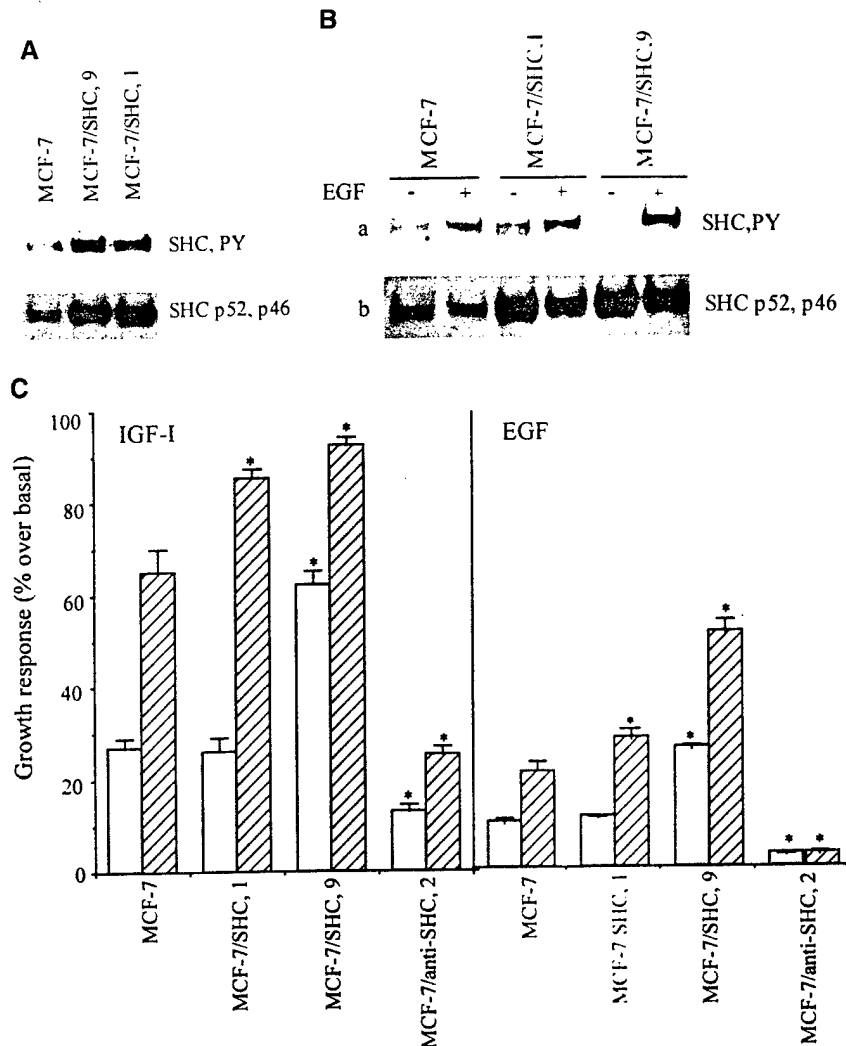 A
MCF-7
MCF-7/SHC, 9
MCF-7/SHC, 1
SHC, PY
SHC p52, p46
B
MCF-7
MCF-7/SHC,1
MCF-7/SHC,9
EGF - + - + - +
a SHC,PY
b SHC p52, p46
C
Growth response (% over basal)
100
80
60
40
20
0
IGF-I
EGF
* * * * * * * * * *
MCF-7
MCF-7/SHC, 1
MCF-7/SHC, 9
MCF-7/anti-SHC, 2
MCF-7
MCF-7 SHC, 1
MCF-7/SHC, 9
MCF-7/anti-SHC, 2